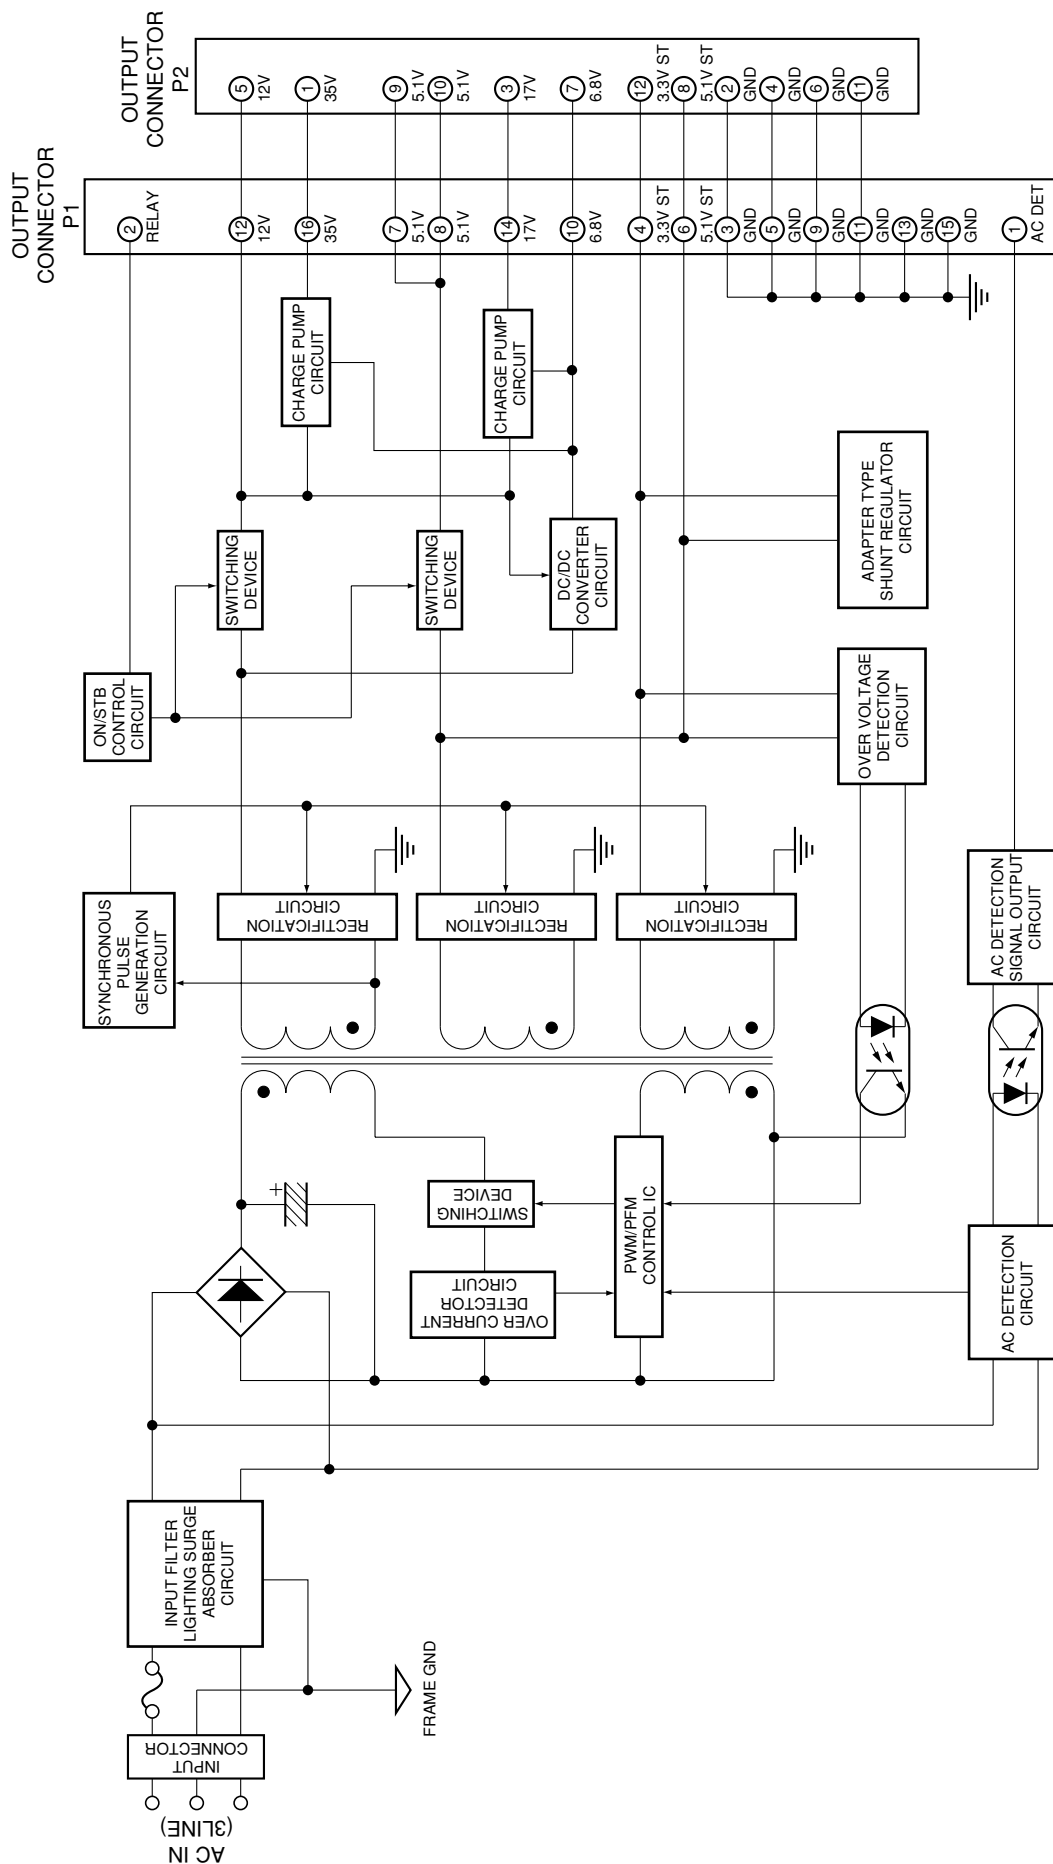 AC IN
(3LINE)
INPUT
CONNECTOR
FRAME GND
INPUT FILTER
LIGHTING SURGE
ABSORBER
CIRCUIT
+
SWITCHING
DEVICE
OVER CURRENT
DETECTOR
CIRCUIT
PWM/PFM
CONTROL IC
AC DETECTION
CIRCUIT
SYNCHRONOUS
PULSE
GENERATION
CIRCUIT
RECTIFICATION
CIRCUIT
RECTIFICATION
CIRCUIT
RECTIFICATION
CIRCUIT
AC DETECTION
SIGNAL OUTPUT
CIRCUIT
ON/STB
CONTROL
CIRCUIT
SWITCHING
DEVICE
SWITCHING
DEVICE
DC/DC
CONVERTER
CIRCUIT
OVER VOLTAGE
DETECTION
CIRCUIT
ADAPTER TYPE
SHUNT REGULATOR
CIRCUIT
CHARGE PUMP
CIRCUIT
CHARGE PUMP
CIRCUIT
OUTPUT
CONNECTOR
P1
2
RELAY
12
12V
16
35V
7
5.1V
8
5.1V
14
17V
10
6.8V
4
3.3V ST
6
5.1V ST
3
GND
5
GND
9
GND
11
GND
13
GND
15
GND
1
AC DET
OUTPUT
CONNECTOR
P2
5
12V
1
35V
9
5.1V
10
5.1V
3
17V
7
6.8V
12
3.3V ST
8
5.1V ST
2
GND
4
GND
6
GND
11
GND